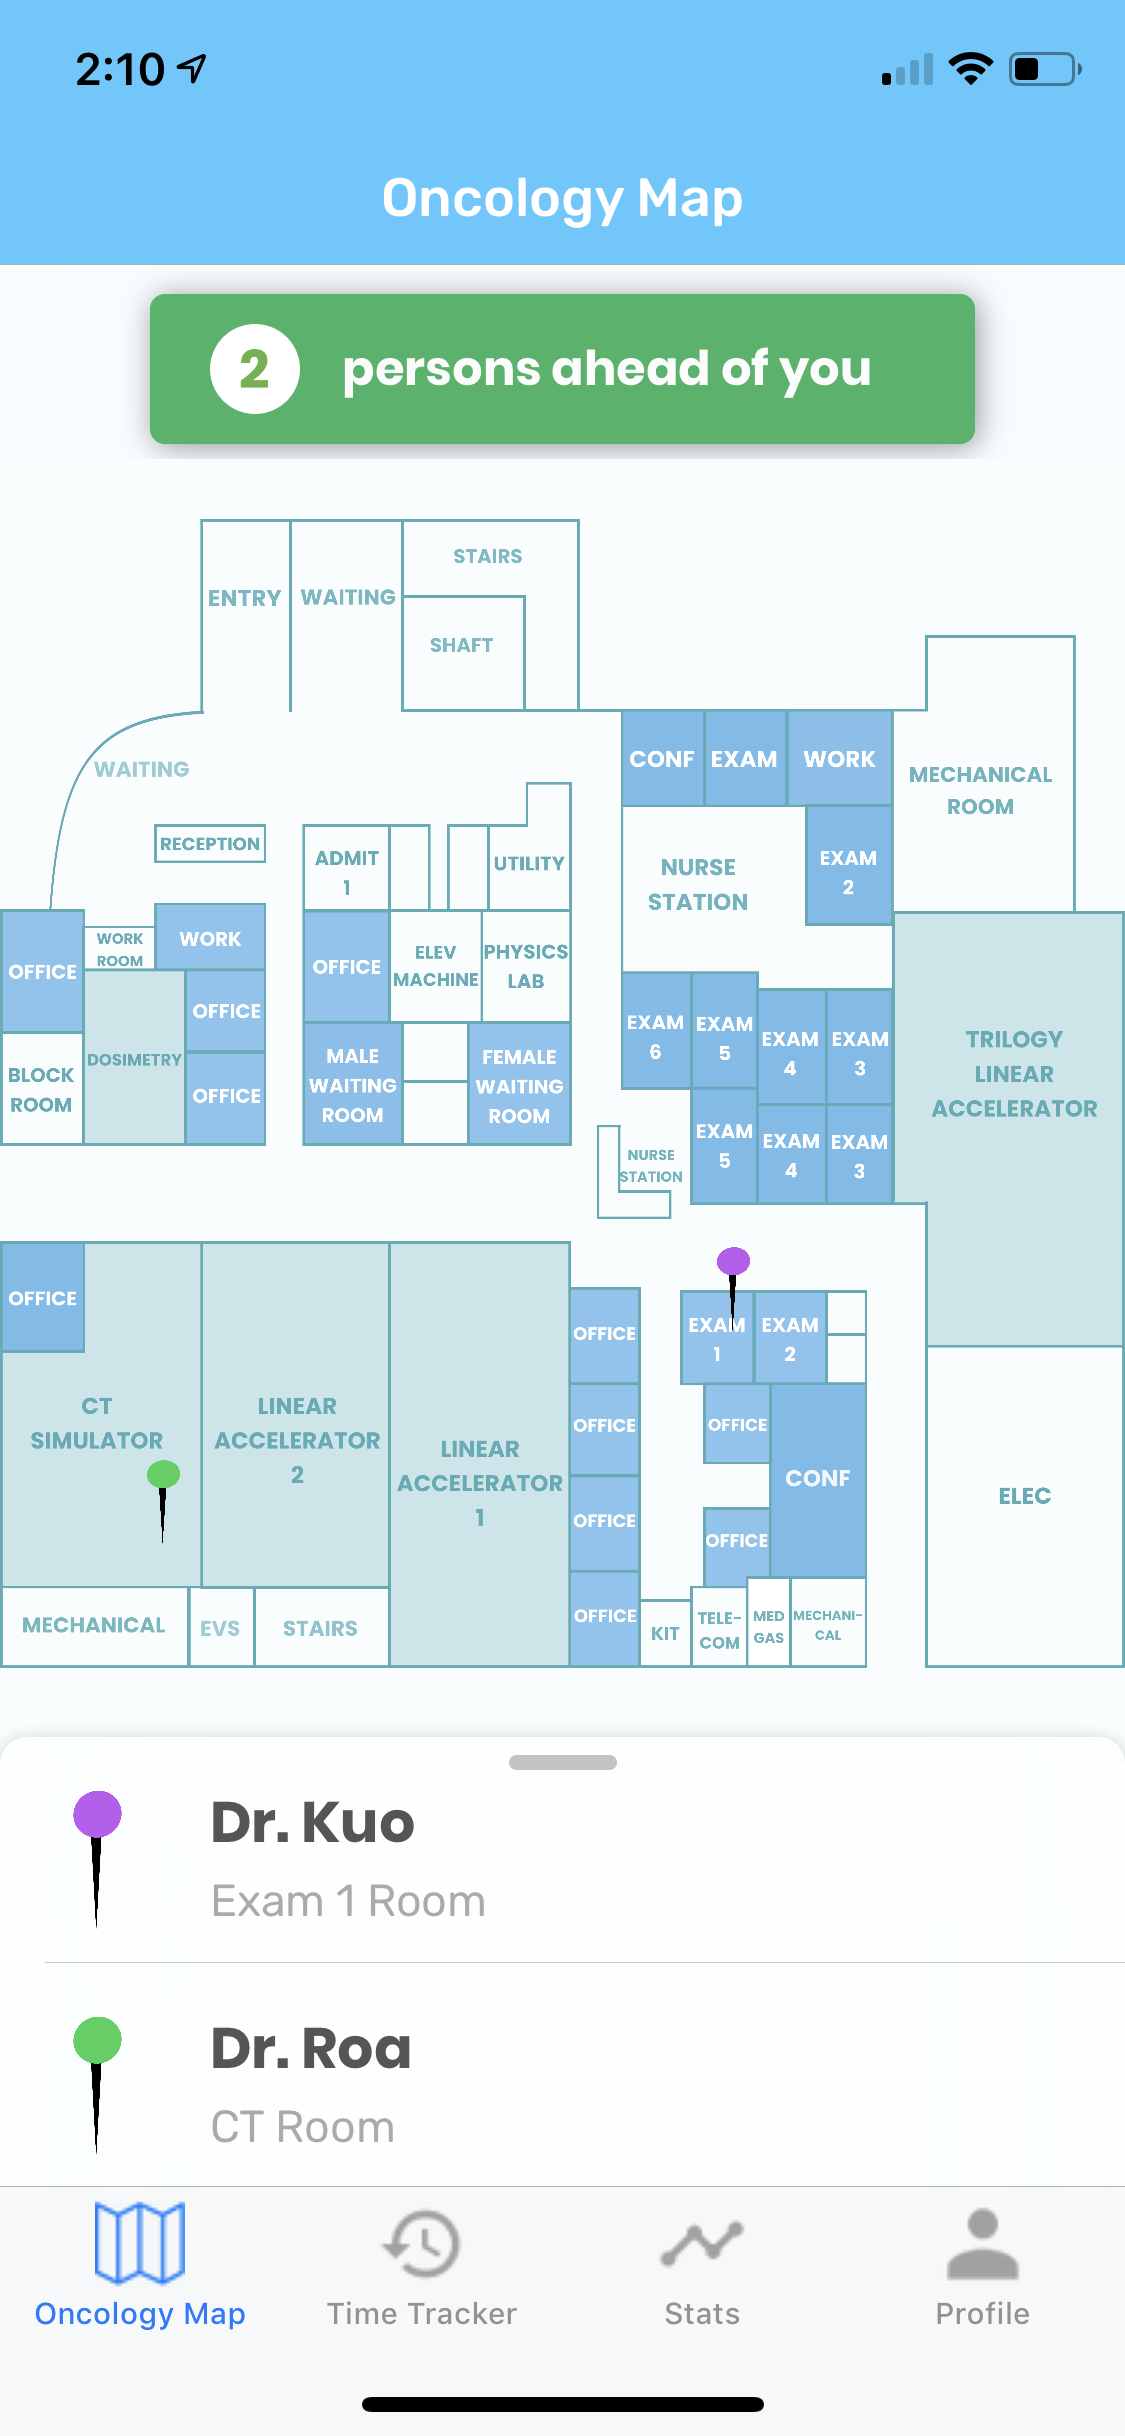 2:10
Oncology Map
2 persons ahead of you
STAIRS
ENTRY
WAITING
SHAFT
WAITING
CONF
EXAM
WORK
MECHANICAL
ROOM
RECEPTION
ADMIT
1
UTILITY
NURSE
STATION
EXAM
2
WORK
ROOM
WORK
OFFICE
OFFICE
ELEV
MACHINE
PHYSICS
LAB
OFFICE
DOSIMETRY
BLOCK
ROOM
OFFICE
MALE
WAITING
ROOM
FEMALE
WAITING
ROOM
EXAM
6
EXAM
5
EXAM
4
EXAM
3
TRILOGY
LINEAR
ACCELERATOR
EXAM
5
EXAM
4
EXAM
3
NURSE
STATION
OFFICE
OFFICE
EXAM
1
EXAM
2
CT
SIMULATOR
LINEAR
ACCELERATOR
2
LINEAR
ACCELERATOR
1
OFFICE
OFFICE
CONF
ELEC
OFFICE
OFFICE
OFFICE
MECHANICAL
EVS
STAIRS
KIT
TELE-
COM
MED
GAS
MECHANI-
CAL
Dr. Kuo
Exam 1 Room
Dr. Roa
CT Room
Oncology Map
Time Tracker
Stats
Profile